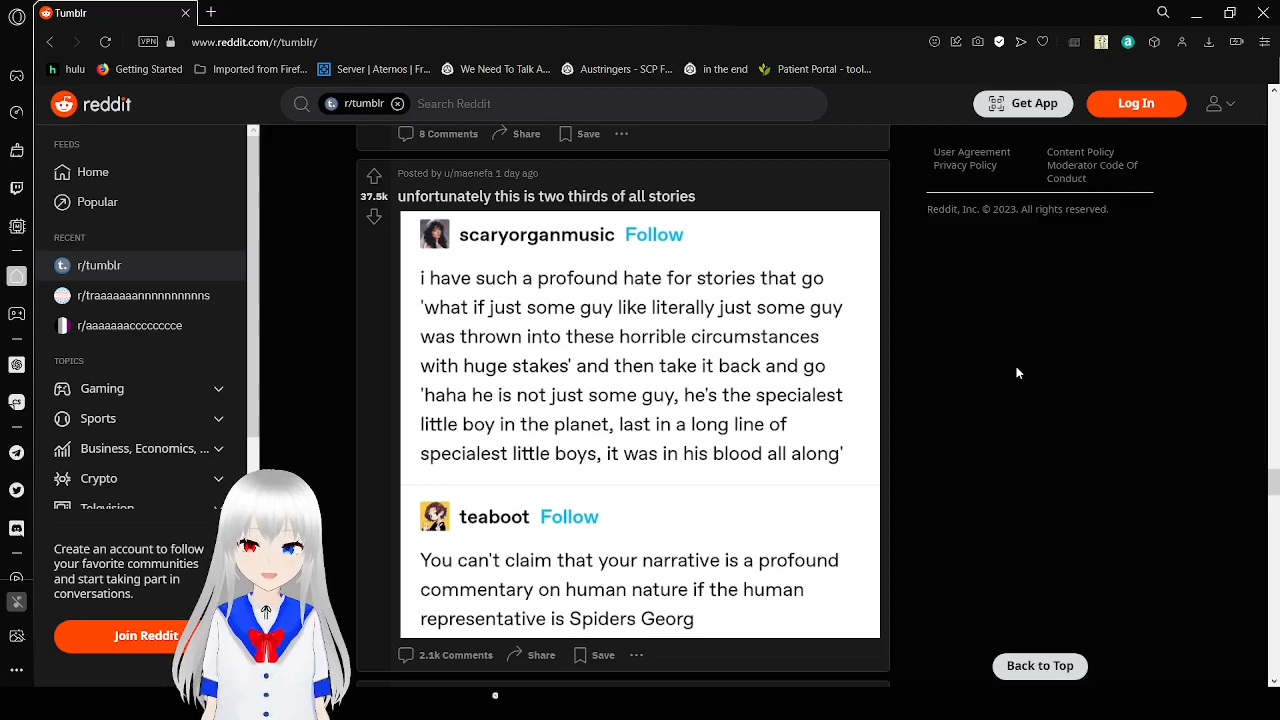 Tumblr
VPN
www.reddit.com/r/tumblr/
hulu
Getting Started
Imported from Firef...
Server | Aternos | Fr...
We Need To Talk A...
Austringers - SCP F...
in the end
Patient Portal - tool...
reddit
r/tumblr
Search Reddit
Get App
Log In
FEEDS
Home
Popular
RECENT
r/tumblr
r/traaaaaaannnnnnnnnns
r/aaaaaaacccccccce
TOPICS
Gaming
Sports
Business, Economics, ...
Crypto
Television
Create an account to follow
your favorite communities
and start taking part in
conversations.
Join Reddit
8 Comments
Share
Save
Posted by u/maenefa 1 day ago
37.5k
unfortunately this is two thirds of all stories
scaryorganmusic Follow
i have such a profound hate for stories that go
'what if just some guy like literally just some guy
was thrown into these horrible circumstances
with huge stakes' and then take it back and go
'haha he is not just some guy, he's the specialest
little boy in the planet, last in a long line of
specialest little boys, it was in his blood all along'
teaboot Follow
You can't claim that your narrative is a profound
commentary on human nature if the human
representative is Spiders Georg
2.1k Comments
Share
Save
User Agreement
Privacy Policy
Content Policy
Moderator Code Of
Conduct
Reddit, Inc. © 2023. All rights reserved.
Back to Top